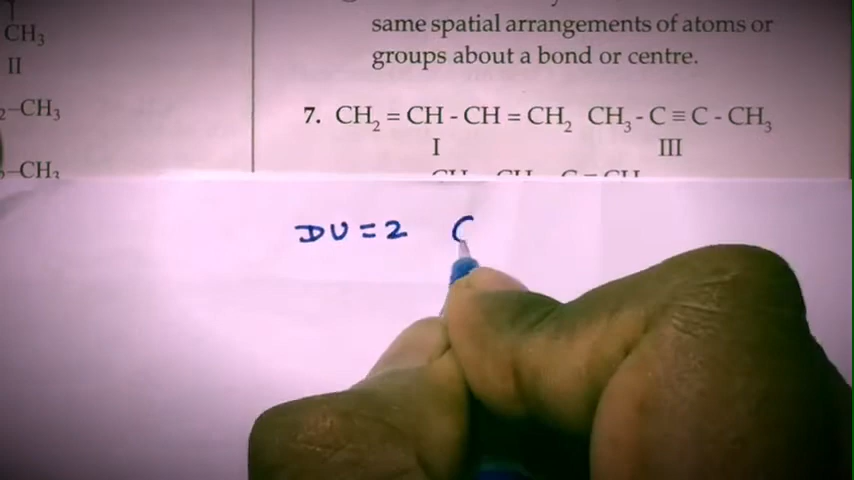 same spatial arrangements of atoms or
groups about a bond or centre.
CH₃
II
₂–CH₃
–CH₃
7. CH₂ = CH - CH = CH₂ CH₃ - C ≡ C - CH₃
I III
DU = 2 C